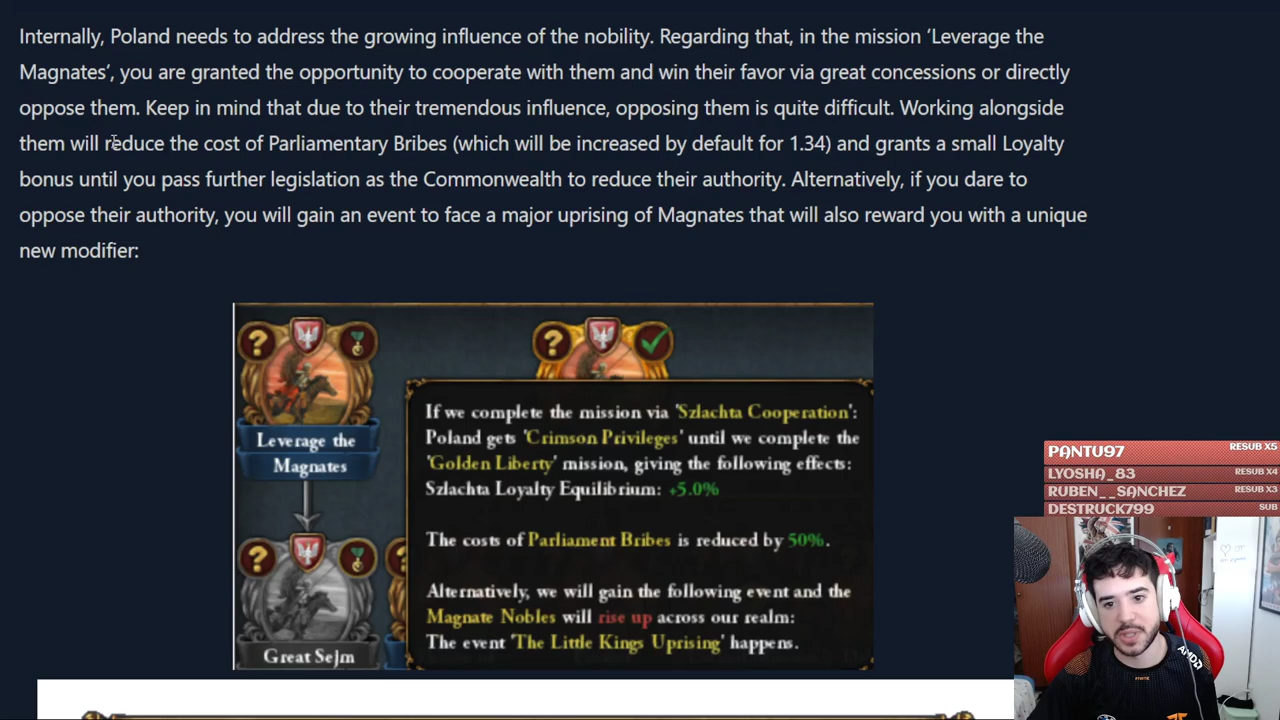 Internally, Poland needs to address the growing influence of the nobility. Regarding that, in the mission ‘Leverage the
Magnates‘, you are granted the opportunity to cooperate with them and win their favor via great concessions or directly
oppose them. Keep in mind that due to their tremendous influence, opposing them is quite difficult. Working alongside
them will reduce the cost of Parliamentary Bribes (which will be increased by default for 1.34) and grants a small Loyalty
bonus until you pass further legislation as the Commonwealth to reduce their authority. Alternatively, if you dare to
oppose their authority, you will gain an event to face a major uprising of Magnates that will also reward you with a unique
new modifier:
?
?
Leverage the
Magnates
?
Great Sejm
If we complete the mission via 'Szlachta Cooperation':
Poland gets 'Crimson Privileges' until we complete the
'Golden Liberty' mission, giving the following effects:
Szlachta Loyalty Equilibrium: +5.0%
The costs of Parliament Bribes is reduced by 50%.
Alternatively, we will gain the following event and the
Magnate Nobles will rise up across our realm:
The event 'The Little Kings Uprising' happens.
PANTU97 RESUB X5
LYOSHA_83 RESUB X4
RUBEN__SANCHEZ RESUB X3
DESTRUCK799 SUB
AMD